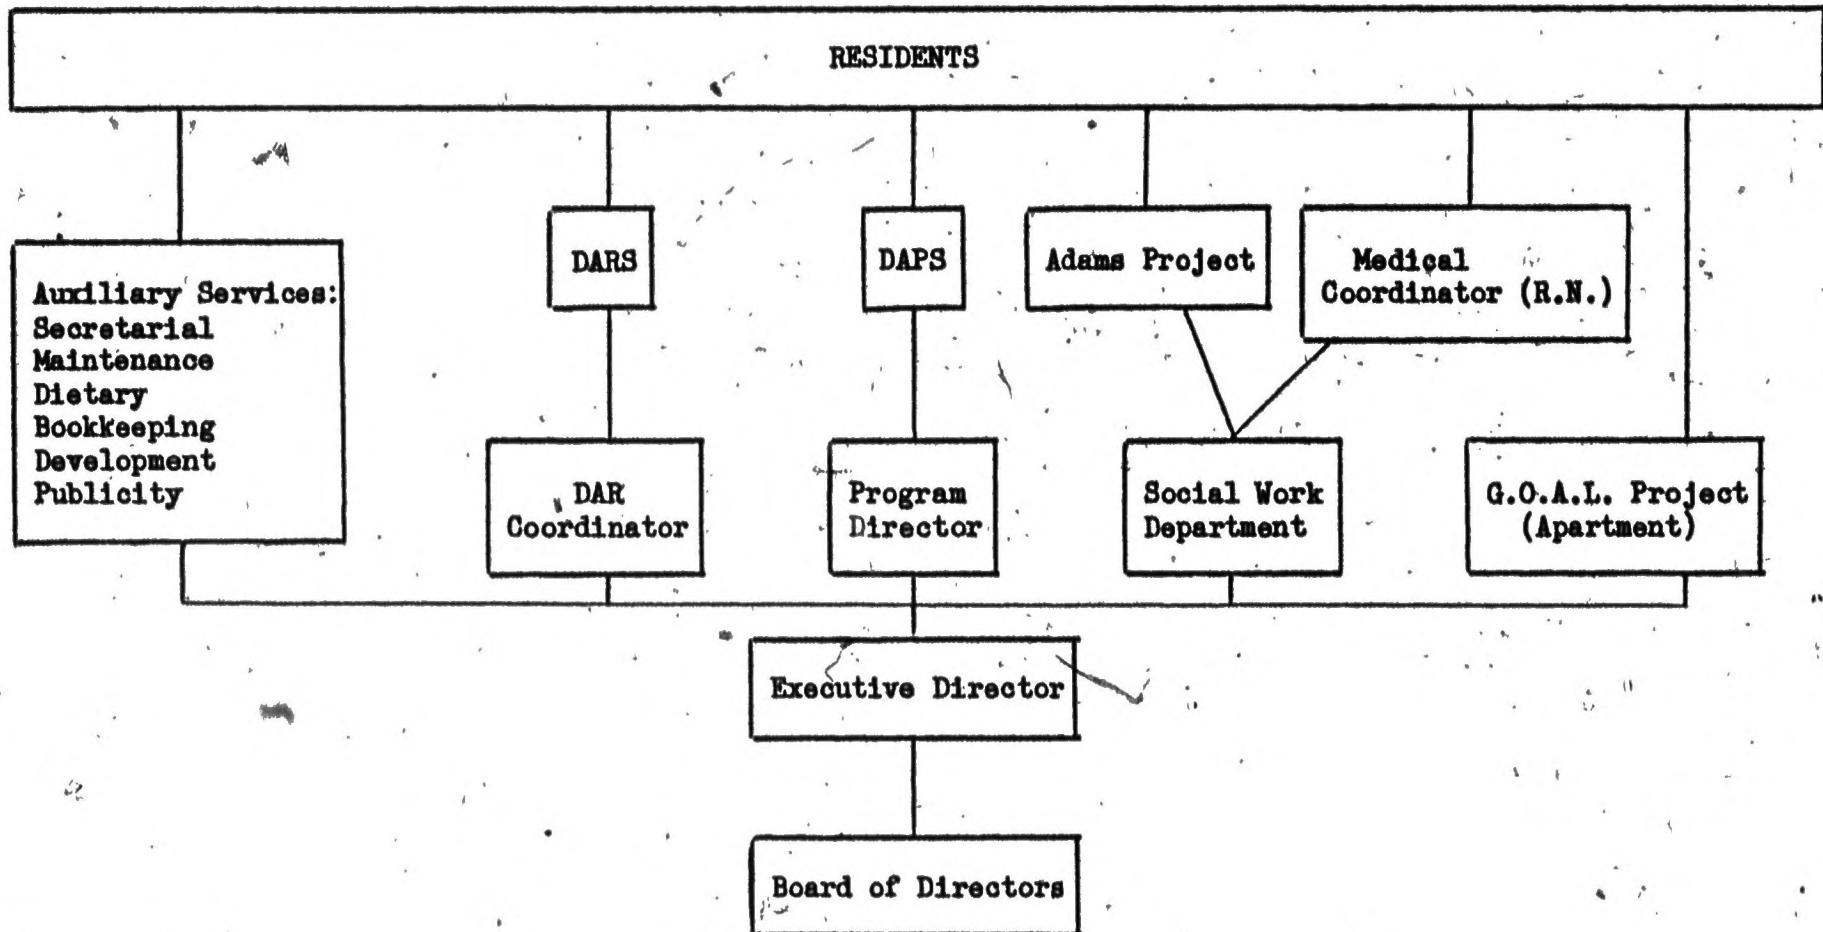 RESIDENTS
Auxiliary Services:
Secretarial
Maintenance
Dietary
Bookkeeping
Development
Publicity
DARS
DAPS
Adams Project
Medical
Coordinator (R.N.)
DAR
Coordinator
Program
Director
Social Work
Department
G.O.A.L. Project
(Apartment)
Executive Director
Board of Directors